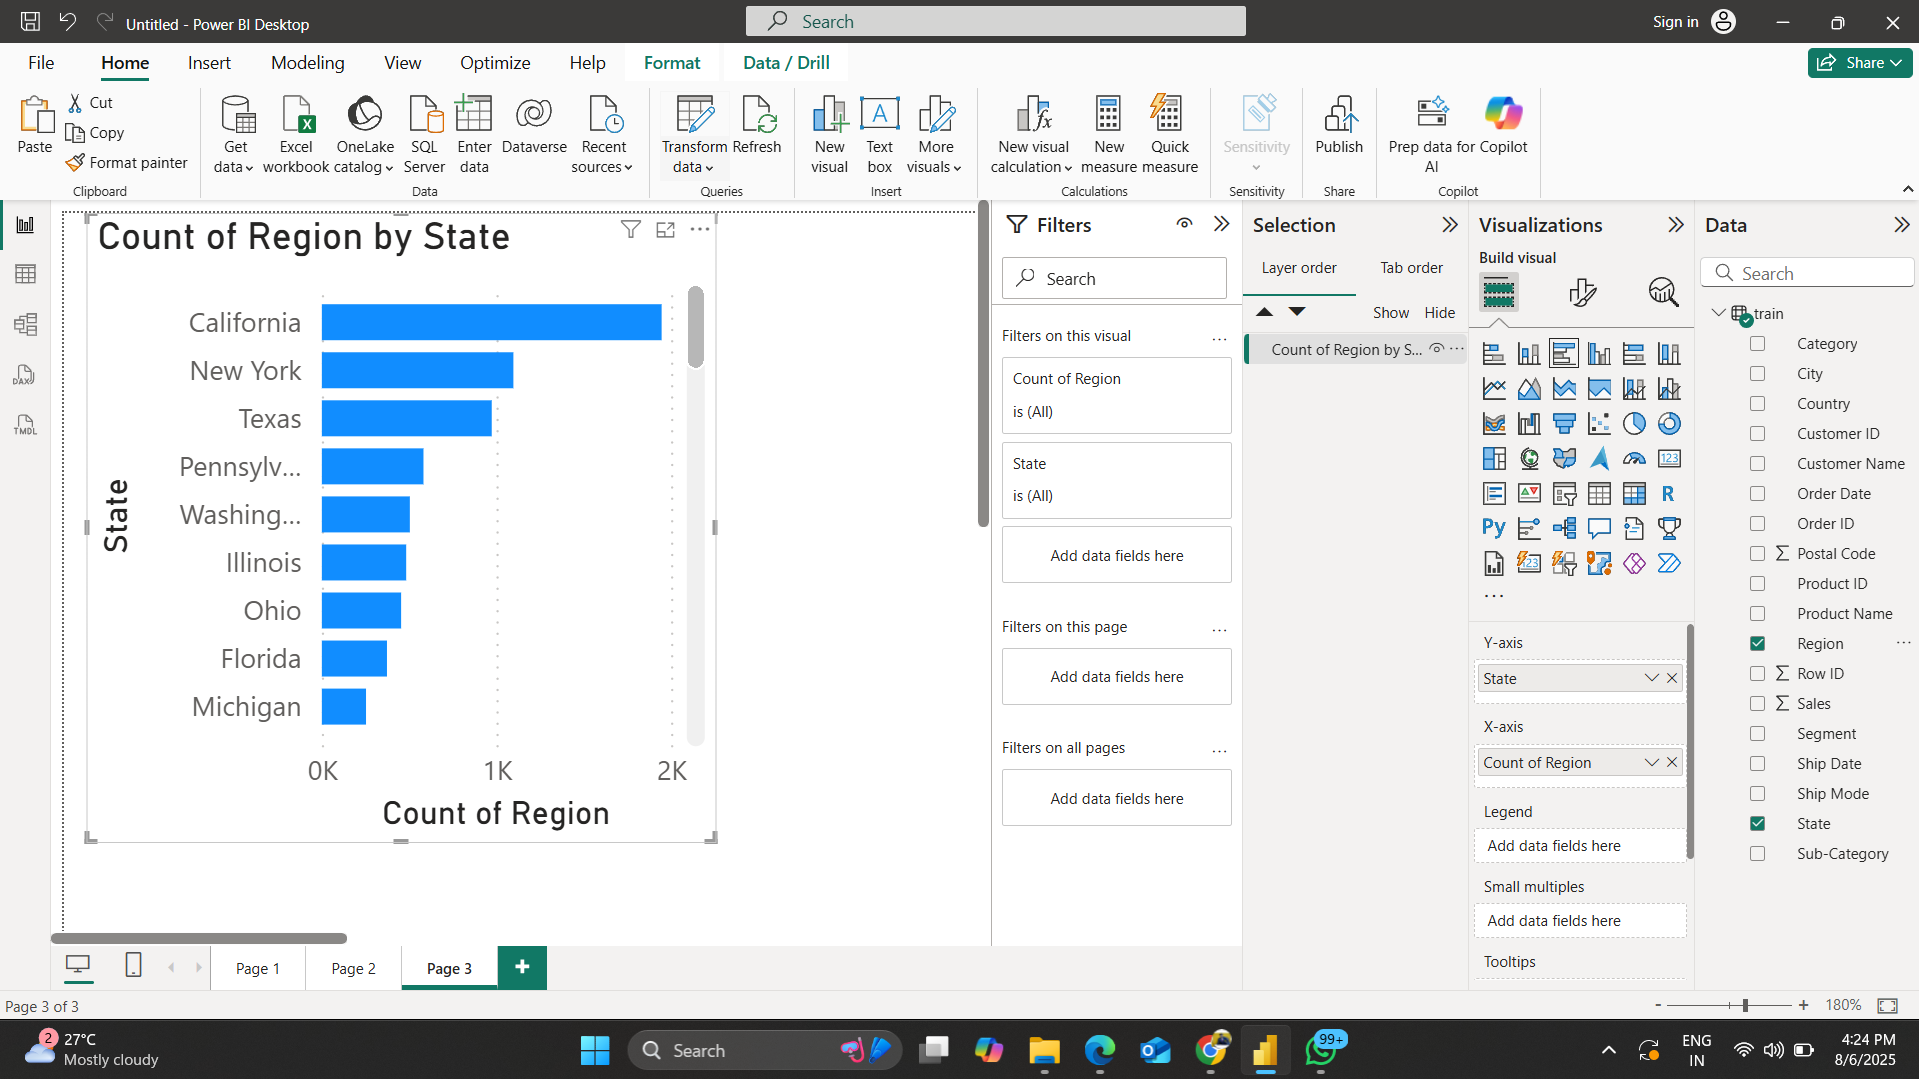 Untitled - Power BI Desktop
Search
Sign in
File
Home
Insert
Modeling
View
Optimize
Help
Format
Data / Drill
Share
Paste
Cut
Copy
Format painter
Clipboard
Get data
Excel workbook
OneLake catalog
SQL Server
Enter data
Dataverse
Recent sources
Data
Transform data
Refresh
Queries
New visual
Text box
More visuals
Insert
New visual calculation
New measure
Quick measure
Calculations
Sensitivity
Sensitivity
Publish
Share
Prep data for AI
Copilot
Copilot
Count of Region by State
State
California
New York
Texas
Pennsylv...
Washing...
Illinois
Ohio
Florida
Michigan
0K
1K
2K
Count of Region
Filters
Search
Filters on this visual
Count of Region
is (All)
State
is (All)
Add data fields here
Filters on this page
Add data fields here
Filters on all pages
Add data fields here
Selection
Layer order
Tab order
Show
Hide
Count of Region by S...
Visualizations
Build visual
123
R
Py
123
Y-axis
State
X-axis
Count of Region
Legend
Add data fields here
Small multiples
Add data fields here
Tooltips
Data
Search
train
Category
City
Country
Customer ID
Customer Name
Order Date
Order ID
Postal Code
Product ID
Product Name
Region
Row ID
Sales
Segment
Ship Date
Ship Mode
State
Sub-Category
DAX
TMDL
Page 1
Page 2
Page 3
Page 3 of 3
180%
2
27°C
Mostly cloudy
Search
99+
ENG
IN
4:24 PM
8/6/2025